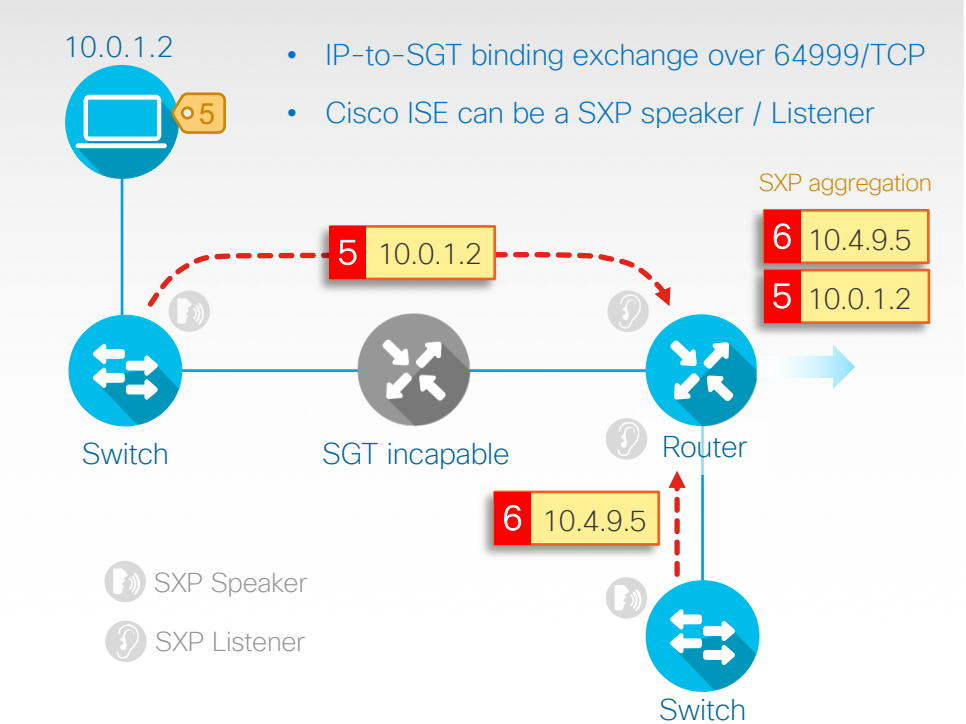 10.0.1.2
• IP-to-SGT binding exchange over 64999/TCP
• Cisco ISE can be a SXP speaker / Listener
5
SXP aggregation
6 10.4.9.5
5 10.0.1.2
5 10.0.1.2
Switch
SGT incapable
Router
6 10.4.9.5
SXP Speaker
SXP Listener
Switch